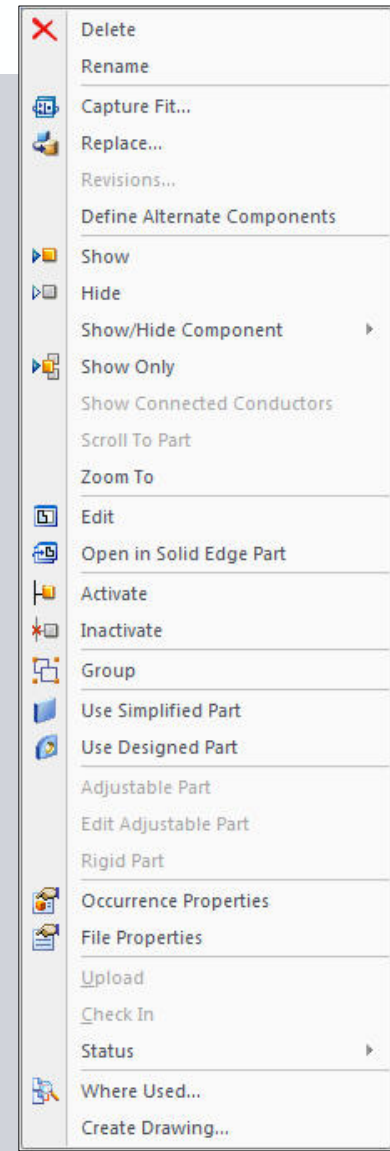 Delete
Rename
Capture Fit...
Replace...
Revisions...
Define Alternate Components
Show
Hide
Show/Hide Component
Show Only
Show Connected Conductors
Scroll To Part
Zoom To
Edit
Open in Solid Edge Part
Activate
Inactivate
Group
Use Simplified Part
Use Designed Part
Adjustable Part
Edit Adjustable Part
Rigid Part
Occurrence Properties
File Properties
Upload
Check In
Status
Where Used...
Create Drawing...